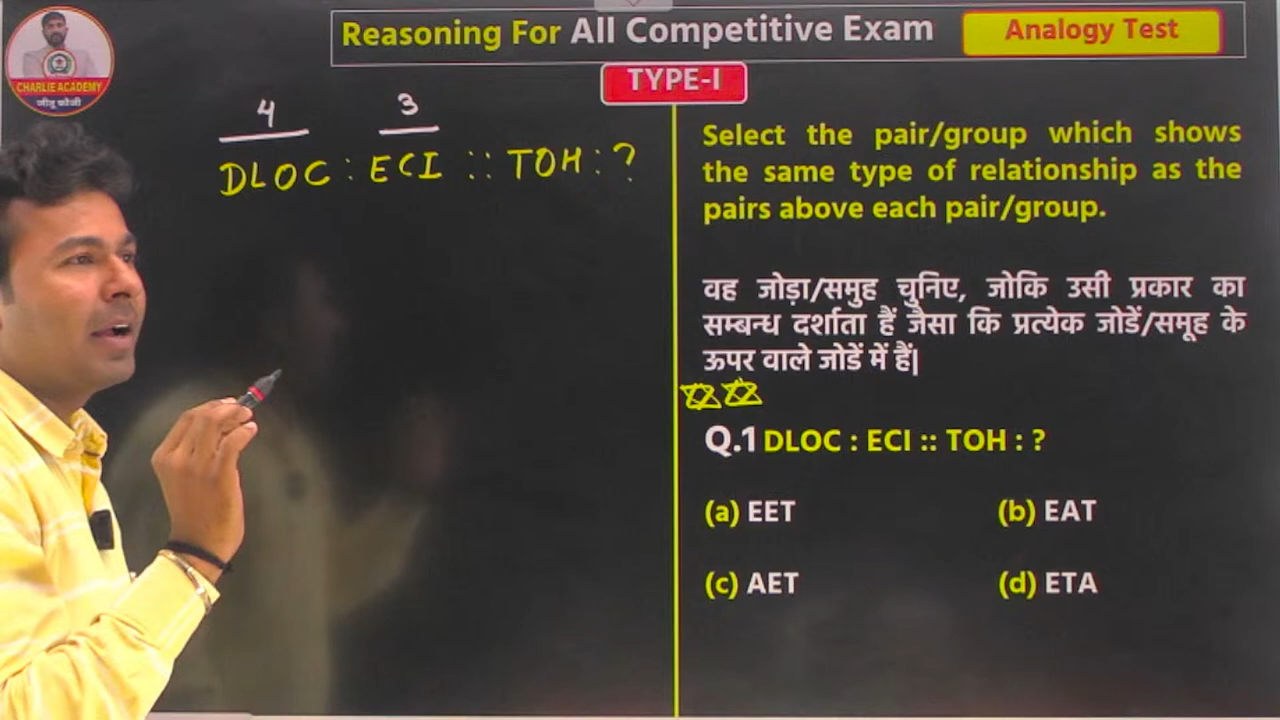 Reasoning For All Competitive Exam
Analogy Test
TYPE-I
CHARLIE ACADEMY
जीतू फौजी
4 3
DLOC : ECI :: TOH : ?
Select the pair/group which shows
the same type of relationship as the
pairs above each pair/group.
वह जोड़ा/समुह चुनिए, जोकि उसी प्रकार का
सम्बन्ध दर्शाता हैं जैसा कि प्रत्येक जोडें/समूह के
ऊपर वाले जोडें में हैं|
Q.1 DLOC : ECI :: TOH : ?
(a) EET (b) EAT
(c) AET (d) ETA